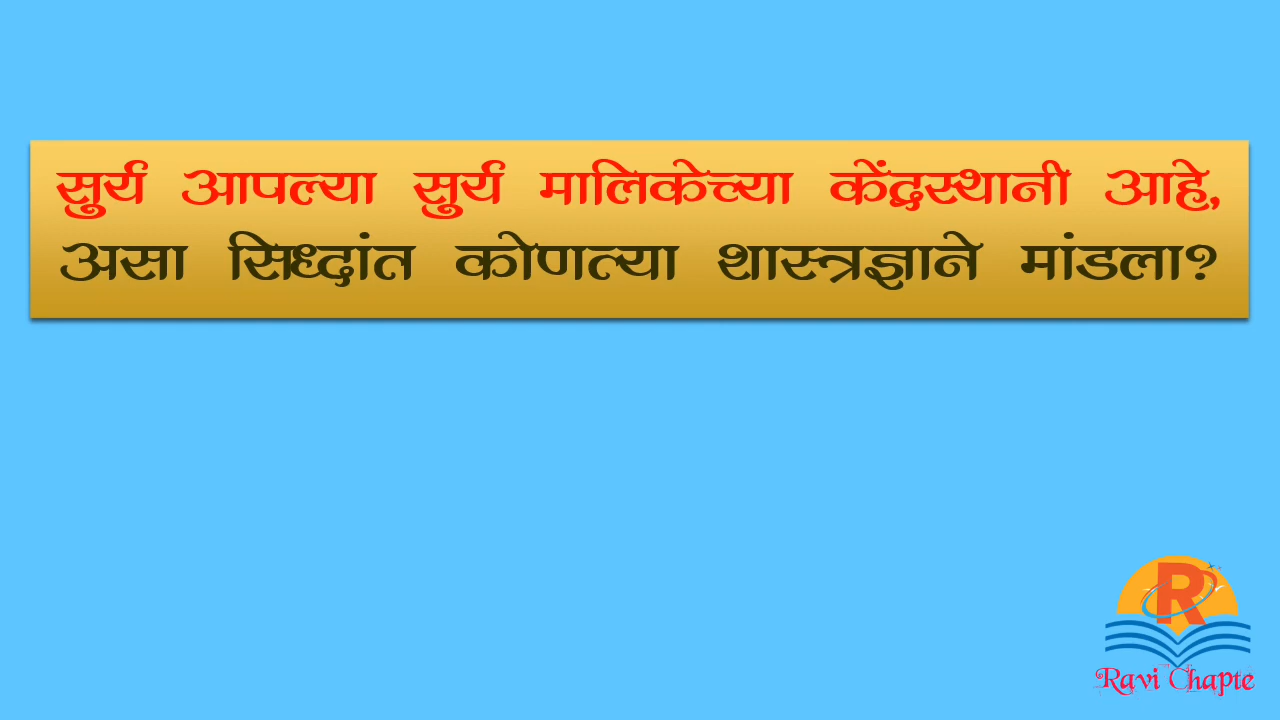 सुर्य आपल्या सुर्य मालिकेच्या केंद्रस्थानी आहे,
असा सिध्दांत कोणत्या शास्त्रज्ञाने मांडला?
R
Ravi Chapte